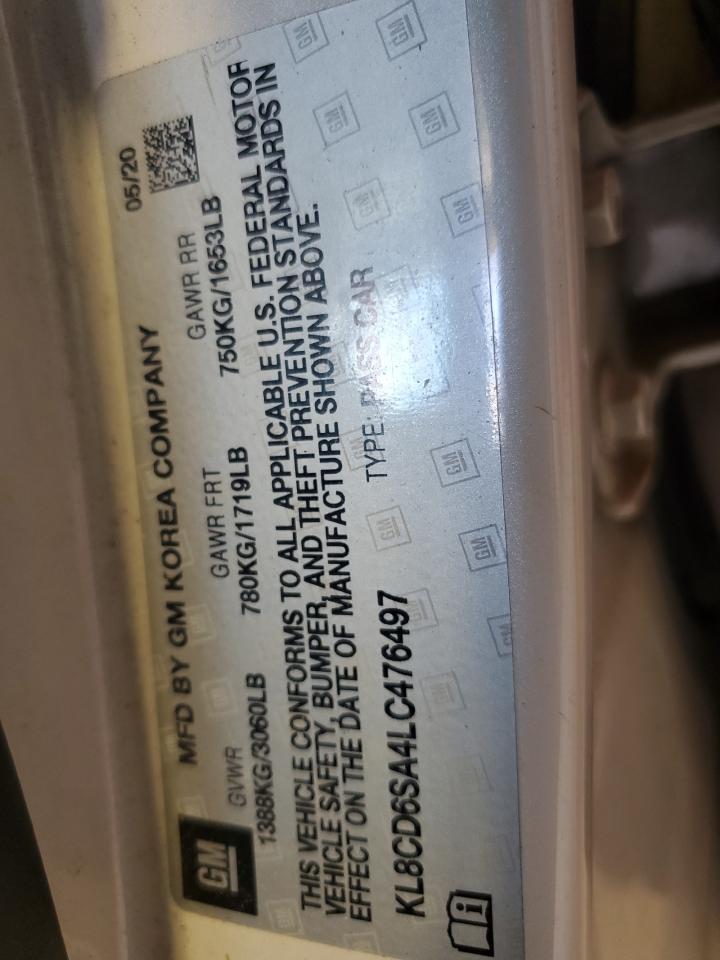 GM
MFD BY GM KOREA COMPANY
05/20
GVWR
GAWR FRT
GAWR RR
1388KG/3060LB
780KG/1719LB
750KG/1653LB
THIS VEHICLE CONFORMS TO ALL APPLICABLE U.S. FEDERAL MOTOR
VEHICLE SAFETY, BUMPER, AND THEFT PREVENTION STANDARDS IN
EFFECT ON THE DATE OF MANUFACTURE SHOWN ABOVE.
KL8CD6SA4LC476497
TYPE: PASS CAR